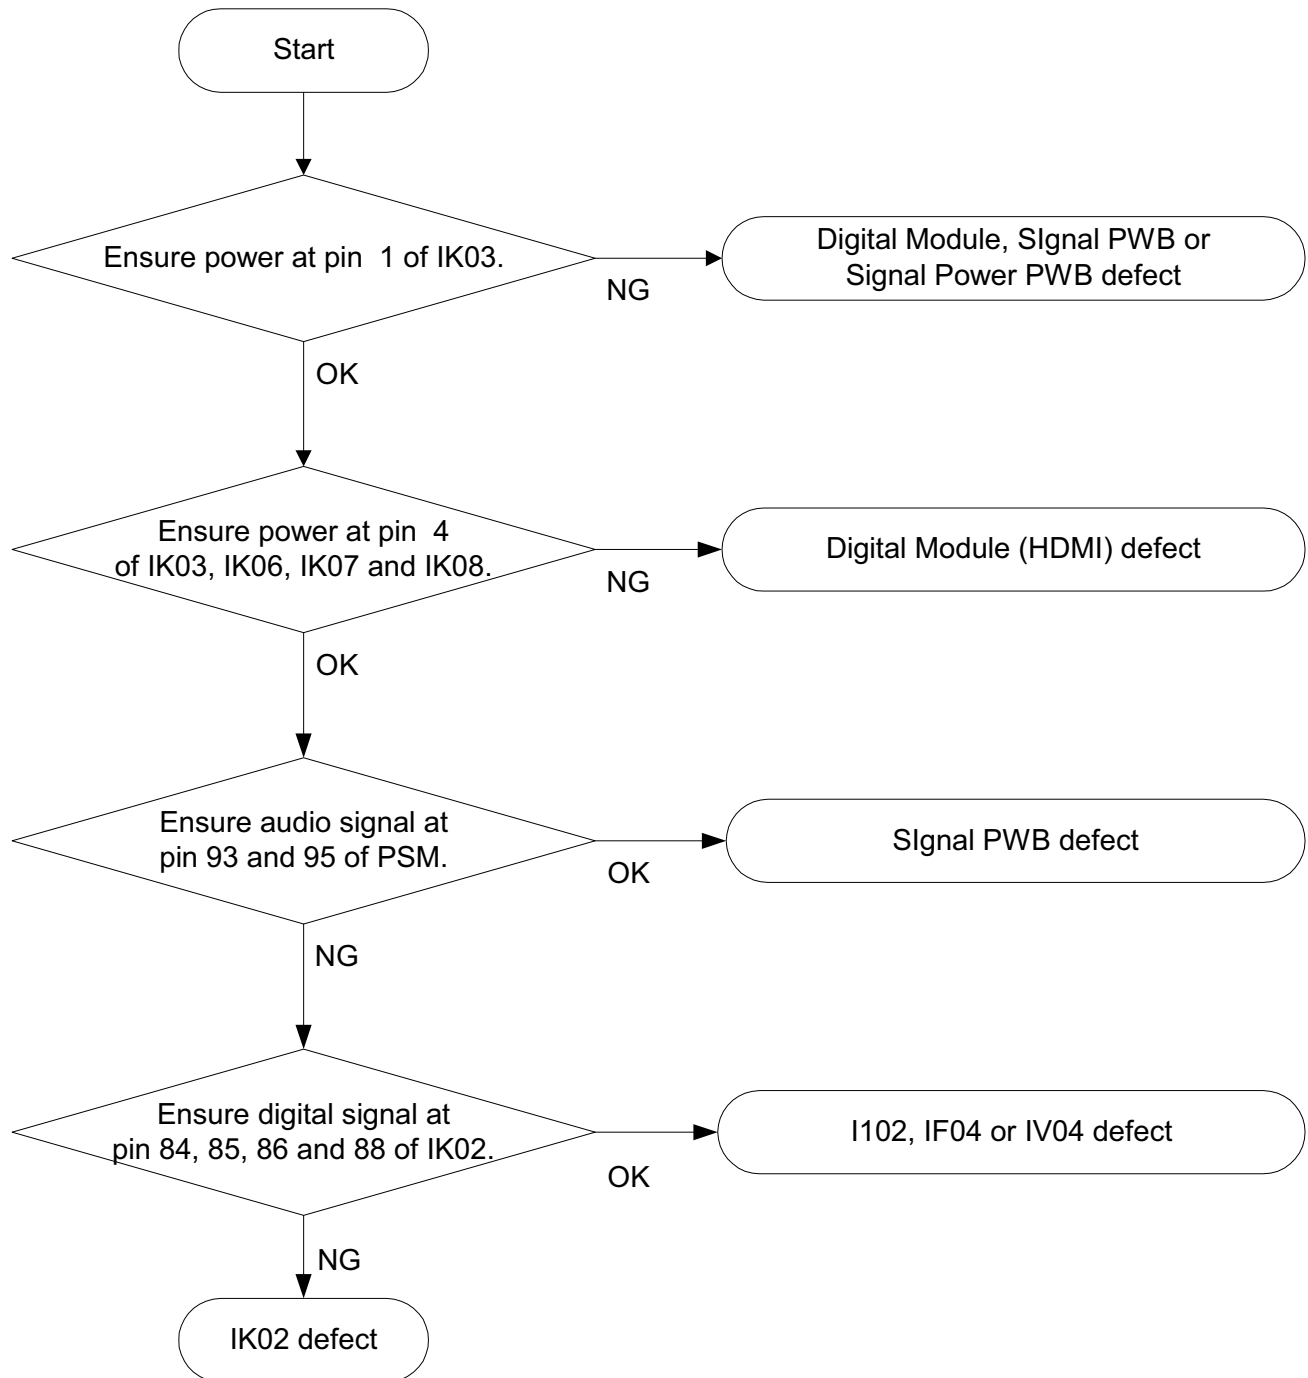 Start
Ensure power at pin  1 of IK03.
NG
Digital Module, SIgnal PWB or
Signal Power PWB defect
OK
Ensure power at pin  4
of IK03, IK06, IK07 and IK08.
NG
Digital Module (HDMI) defect
OK
Ensure audio signal at
pin 93 and 95 of PSM.
OK
SIgnal PWB defect
NG
Ensure digital signal at
pin 84, 85, 86 and 88 of IK02.
OK
I102, IF04 or IV04 defect
NG
IK02 defect